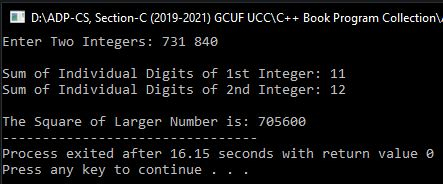 D:\ADP-CS, Section-C (2019-2021) GCUF UCC\C++ Book Program Collection\
Enter Two Integers: 731 840
Sum of Individual Digits of 1st Integer: 11
Sum of Individual Digits of 2nd Integer: 12
The Square of Larger Number is: 705600
--------------------------------
Process exited after 16.15 seconds with return value 0
Press any key to continue . . .